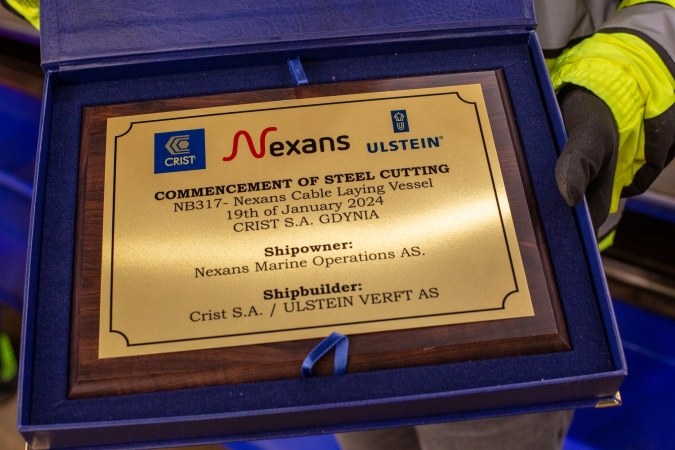 CRIST
Nexans
ULSTEIN®
COMMENCEMENT OF STEEL CUTTING
NB317- Nexans Cable Laying Vessel
19th of January 2024
CRIST S.A. GDYNIA
Shipowner:
Nexans Marine Operations AS.
Shipbuilder:
Crist S.A. / ULSTEIN VERFT AS